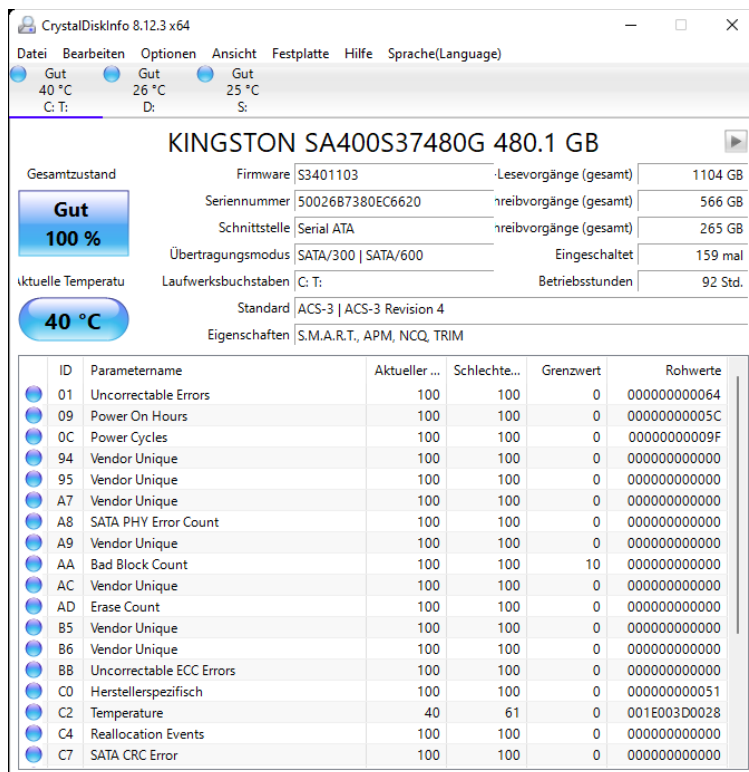 CrystalDiskInfo 8.12.3 x64
Datei Bearbeiten Optionen Ansicht Festplatte Hilfe Sprache(Language)
Gut Gut Gut
40 °C 26 °C 25 °C
C: T: D: S:
KINGSTON SA400S37480G 480.1 GB
Gesamtzustand
Gut
100 %
Aktuelle Temperatu
40 °C
Firmware S3401103 -Lesevorgänge (gesamt) 1104 GB
Seriennummer 50026B7380EC6620 hreibvorgänge (gesamt) 566 GB
Schnittstelle Serial ATA hreibvorgänge (gesamt) 265 GB
Übertragungsmodus SATA/300 | SATA/600 Eingeschaltet 159 mal
Laufwerksbuchstaben C: T: Betriebsstunden 92 Std.
Standard ACS-3 | ACS-3 Revision 4
Eigenschaften S.M.A.R.T., APM, NCQ, TRIM
ID Parametername Aktueller ... Schlechte... Grenzwert Rohwerte
01 Uncorrectable Errors 100 100 0 000000000064
09 Power On Hours 100 100 0 00000000005C
0C Power Cycles 100 100 0 00000000009F
94 Vendor Unique 100 100 0 000000000000
95 Vendor Unique 100 100 0 000000000000
A7 Vendor Unique 100 100 0 000000000000
A8 SATA PHY Error Count 100 100 0 000000000000
A9 Vendor Unique 100 100 0 000000000000
AA Bad Block Count 100 100 10 000000000000
AC Vendor Unique 100 100 0 000000000000
AD Erase Count 100 100 0 000000000000
B5 Vendor Unique 100 100 0 000000000000
B6 Vendor Unique 100 100 0 000000000000
BB Uncorrectable ECC Errors 100 100 0 000000000000
C0 Herstellerspezifisch 100 100 0 000000000051
C2 Temperature 40 61 0 001E003D0028
C4 Reallocation Events 100 100 0 000000000000
C7 SATA CRC Error 100 100 0 000000000000